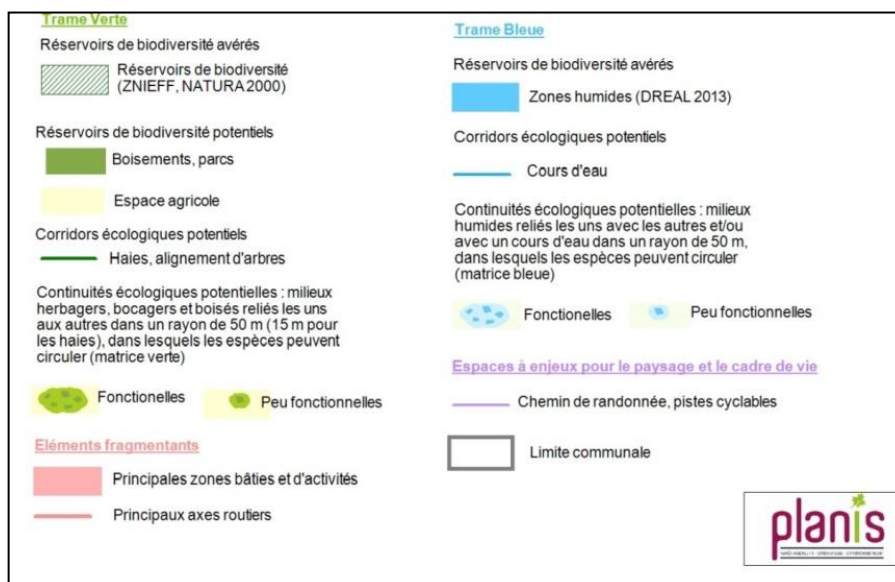 Trame Verte
Réservoirs de biodiversité avérés
Réservoirs de biodiversité
(ZNIEFF, NATURA 2000)
Réservoirs de biodiversité potentiels
Boisements, parcs
Espace agricole
Corridors écologiques potentiels
Haies, alignement d'arbres
Continuités écologiques potentielles : milieux
herbagers, bocagers et boisés reliés les uns
aux autres dans un rayon de 50 m (15 m pour
les haies), dans lesquels les espèces peuvent
circuler (matrice verte)
Fonctionelles
Peu fonctionnelles
Eléments fragmentants
Principales zones bâties et d'activités
Principaux axes routiers
Trame Bleue
Réservoirs de biodiversité avérés
Zones humides (DREAL 2013)
Corridors écologiques potentiels
Cours d'eau
Continuités écologiques potentielles : milieux
humides reliés les uns avec les autres et/ou
avec un cours d'eau dans un rayon de 50 m,
dans lesquels les espèces peuvent circuler
(matrice bleue)
Fonctionelles
Peu fonctionnelles
Espaces à enjeux pour le paysage et le cadre de vie
Chemin de randonnée, pistes cyclables
Limite communale
planis